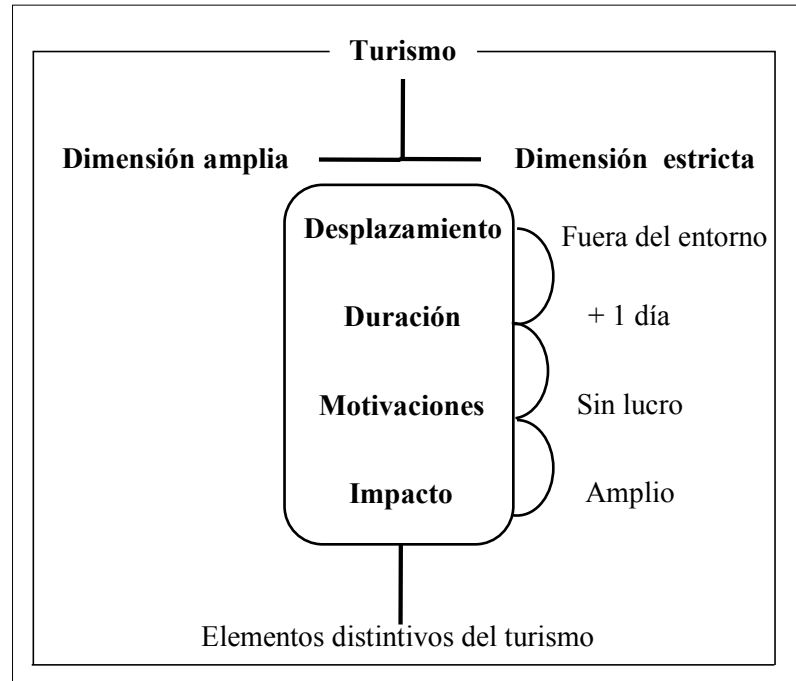 Turismo
Dimensión amplia
Dimensión estricta
Desplazamiento
Fuera del entorno
Duración
+ 1 día
Motivaciones
Sin lucro
Impacto
Amplio
Elementos distintivos del turismo